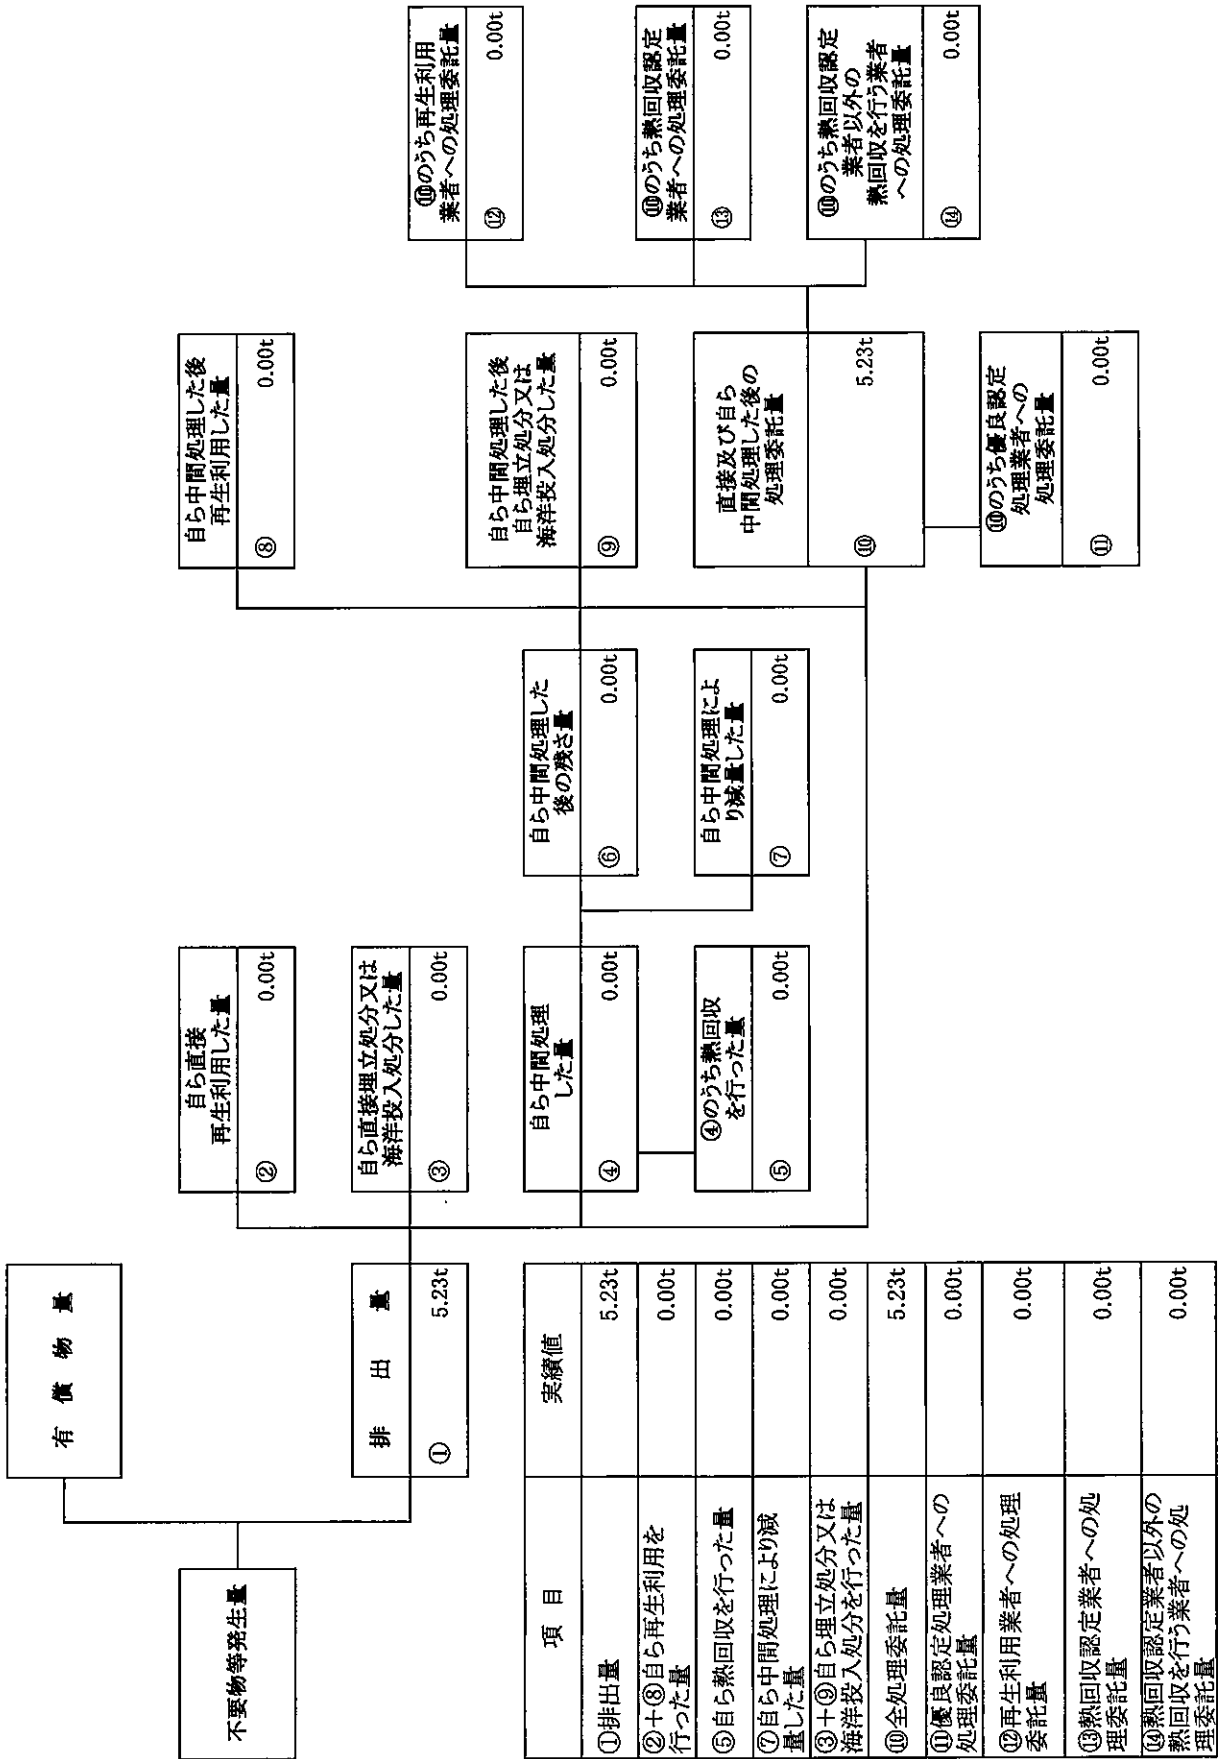 不要物等発生量
有償物量
排出量
① 5.23t
自ら直接
再生利用した量
② 0.00t
自ら直接埋立処分又は
海洋投入処分した量
③ 0.00t
自ら中間処理
した量
④ 0.00t
④のうち熱回収
を行った量
⑤ 0.00t
自ら中間処理した
後の残さ量
⑥ 0.00t
自ら中間処理によ
り減量した量
⑦ 0.00t
自ら中間処理した後
再生利用した量
⑧ 0.00t
自ら中間処理した後
自ら埋立処分又は
海洋投入処分した量
⑨ 0.00t
直接及び自ら
中間処理した後の
処理委託量
⑩ 5.23t
⑩のうち優良認定
処理業者への
処理委託量
⑪ 0.00t
⑩のうち再生利用
業者への処理委託量
⑫ 0.00t
⑩のうち熱回収認定
業者への処理委託量
⑬ 0.00t
⑩のうち熱回収認定
業者以外の
熱回収を行う業者
への処理委託量
⑭ 0.00t
項目 実績値
①排出量 5.23t
②+⑧自ら再生利用を
行った量 0.00t
⑤自ら熱回収を行った量 0.00t
⑦自ら中間処理により減
量した量 0.00t
③+⑨自ら埋立処分又は
海洋投入処分を行った量 0.00t
⑩全処理委託量 5.23t
⑪優良認定処理業者への
処理委託量 0.00t
⑫再生利用業者への処理
委託量 0.00t
⑬熱回収認定業者への処
理委託量 0.00t
⑭熱回収認定業者以外の
熱回収を行う業者への処
理委託量 0.00t